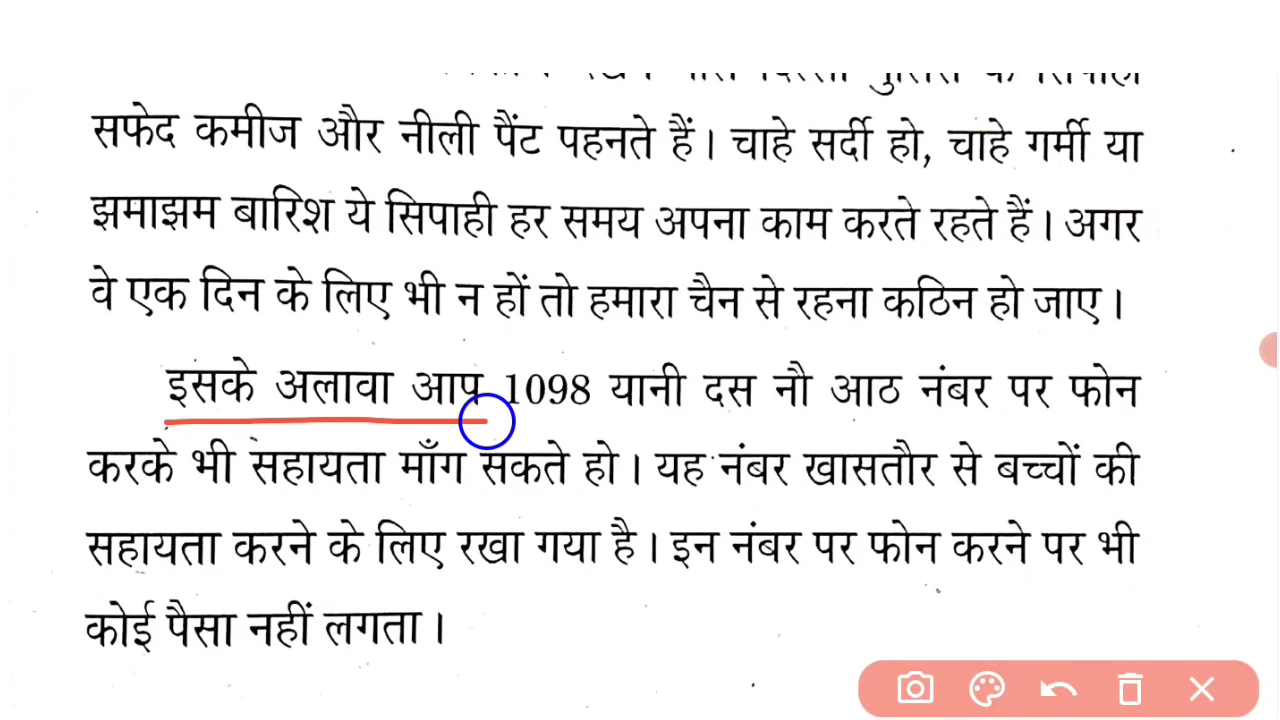 सफेद कमीज और नीली पैंट पहनते हैं। चाहे सर्दी हो, चाहे गर्मी या
झमाझम बारिश ये सिपाही हर समय अपना काम करते रहते हैं। अगर
वे एक दिन के लिए भी न हों तो हमारा चैन से रहना कठिन हो जाए।
इसके अलावा आप 1098 यानी दस नौ आठ नंबर पर फोन
करके भी सहायता माँग सकते हो। यह नंबर खासतौर से बच्चों की
सहायता करने के लिए रखा गया है। इन नंबर पर फोन करने पर भी
कोई पैसा नहीं लगता।